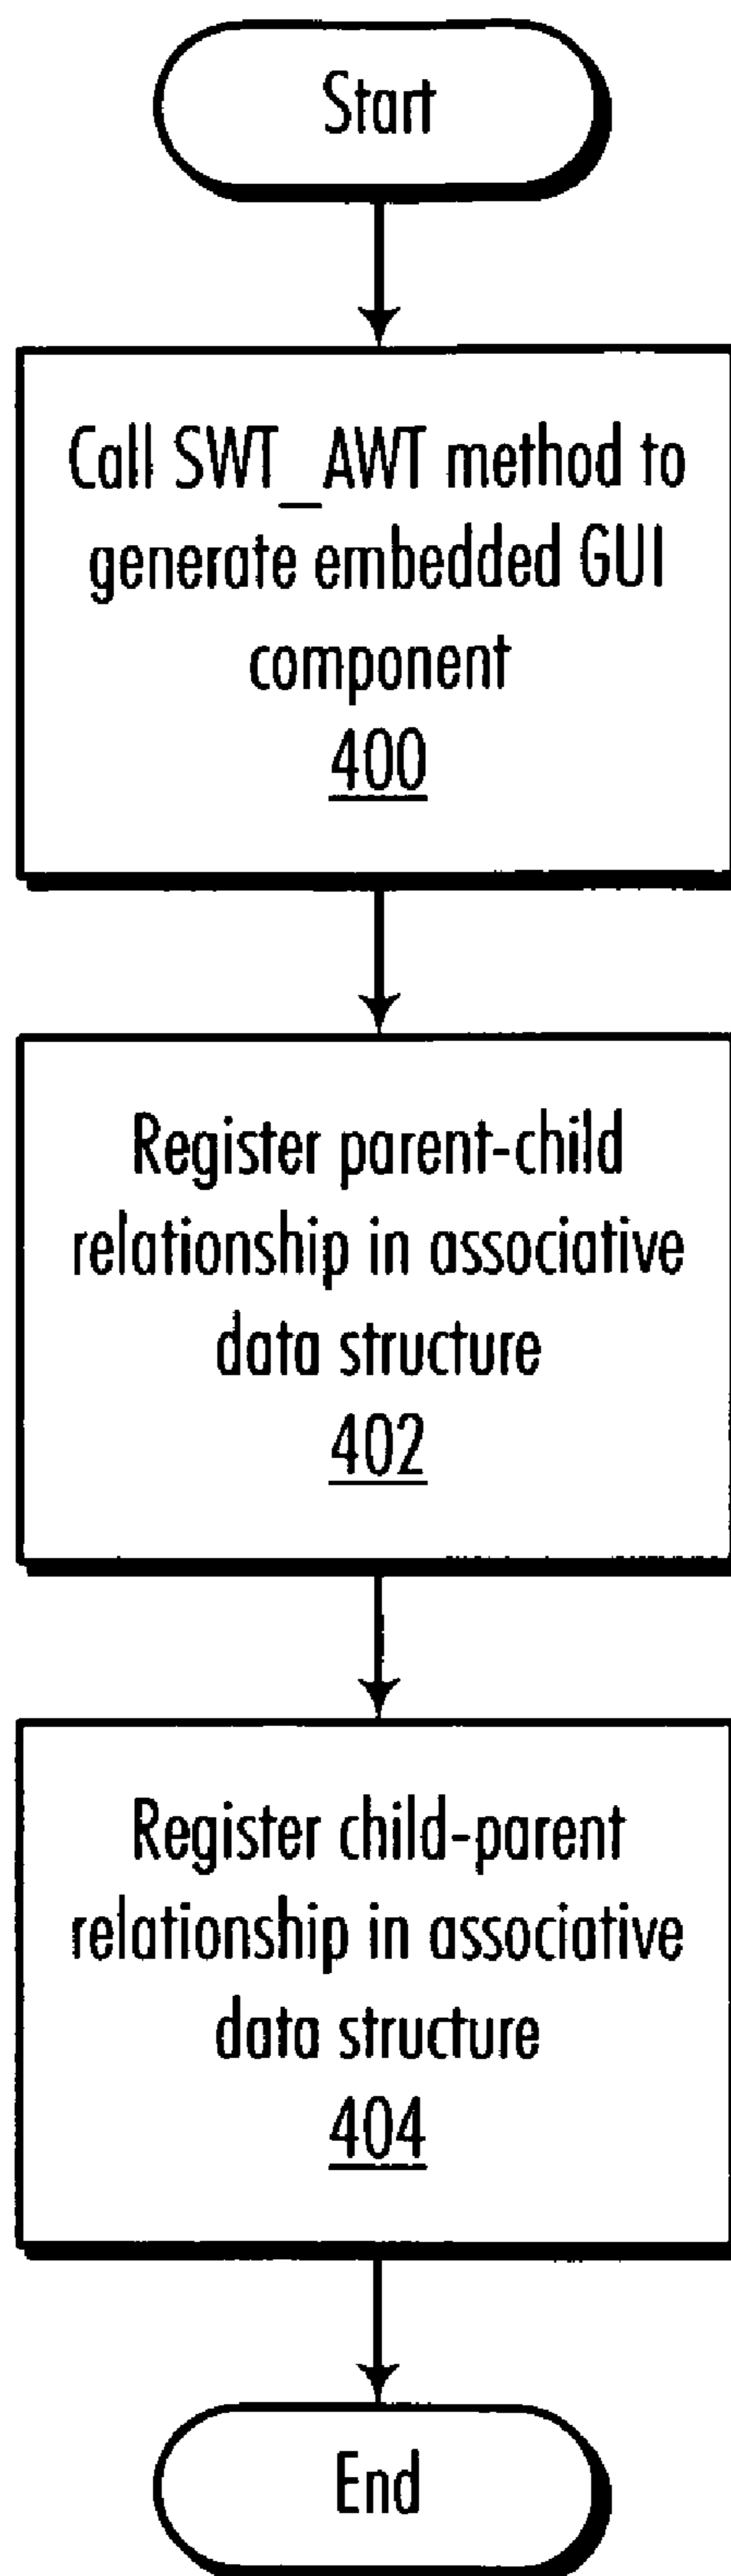 Start
Call SWT_AWT method to
generate embedded GUI
component
400
Register parent-child
relationship in associative
data structure
402
Register child-parent
relationship in associative
data structure
404
End